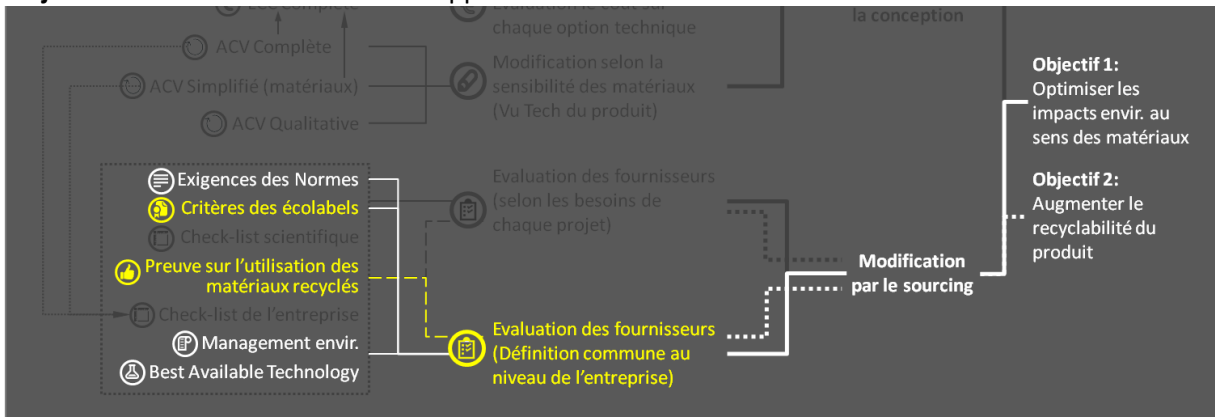 chaque option technique
la conception
ACV Complète
ACV Simplifié (matériaux)
ACV Qualitative
Modification selon la
sensibilité des matériaux
(Vu Tech du produit)
Objectif 1:
Optimiser les
impacts envir. au
sens des matériaux
Exigences des Normes
Critères des écolabels
Check-list scientifique
Preuve sur l'utilisation des
matériaux recyclés
Check-list de l'entreprise
Management envir.
Best Available Technology
Evaluation des fournisseurs
(selon les besoins de
chaque projet)
Evaluation des fournisseurs
(Définition commune au
niveau de l'entreprise)
Modification
par le sourcing
Objectif 2:
Augmenter le
recyclabilité du
produit